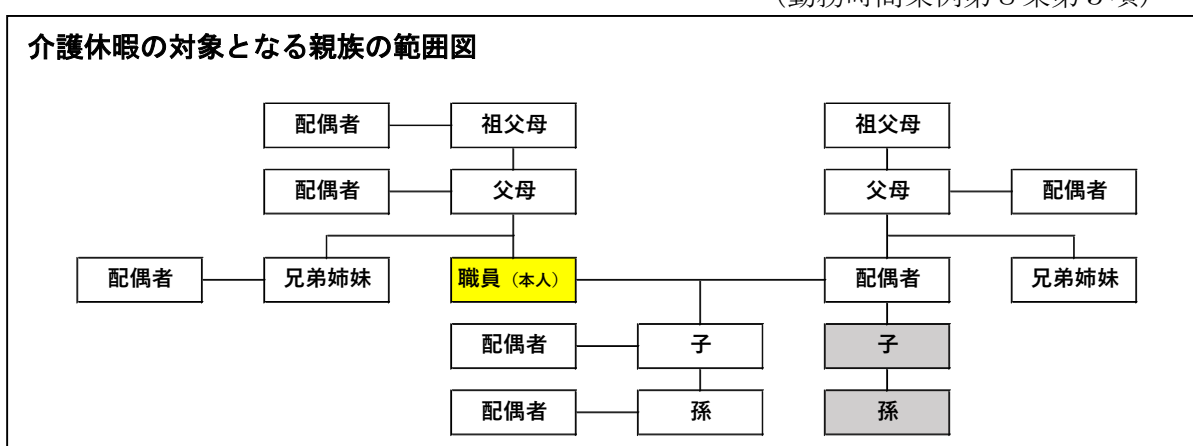 介護休暇の対象となる親族の範囲図
配偶者 祖父母 祖父母
配偶者 父母 父母 配偶者
配偶者 兄弟姉妹 職員（本人） 配偶者 兄弟姉妹
配偶者 子 子
配偶者 孫 孫